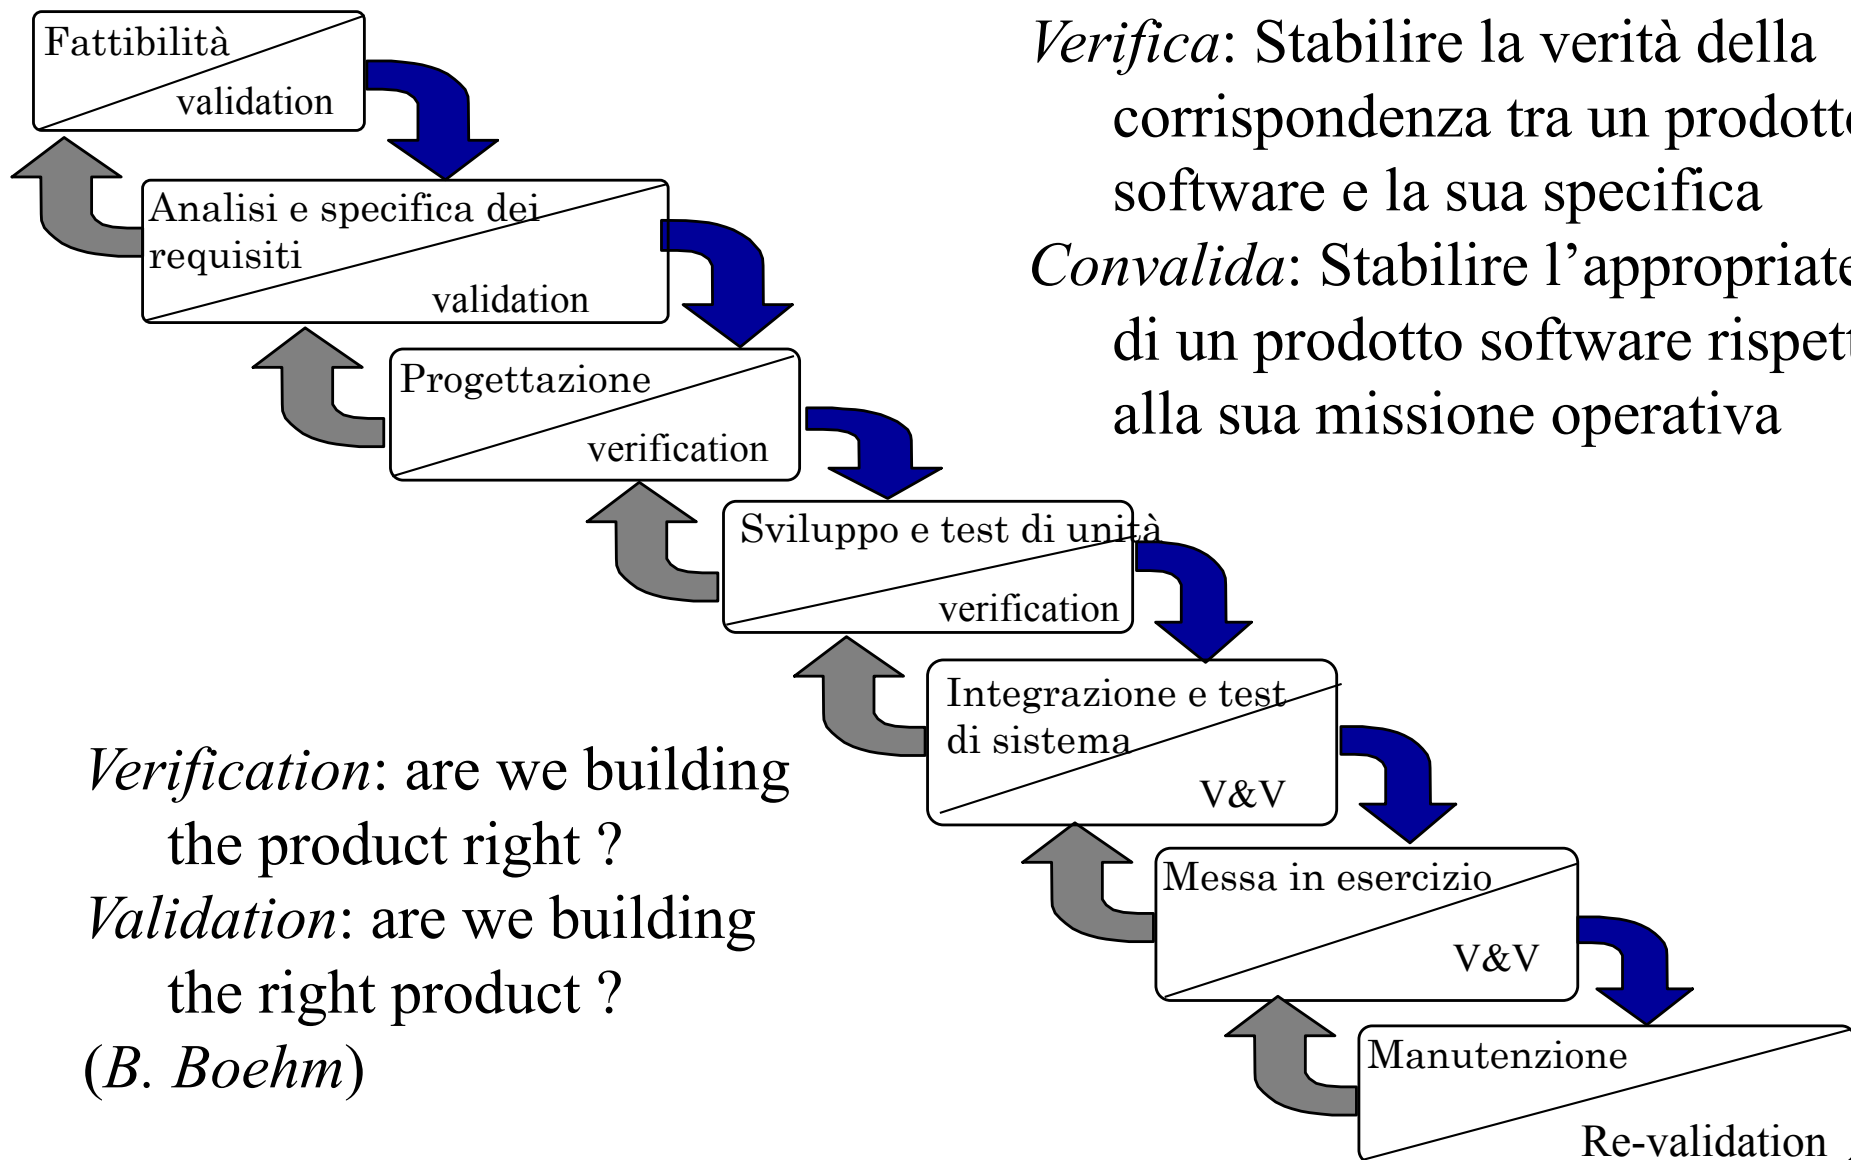 Fattibilità
validation
Verifica: Stabilire la verità della
corrispondenza tra un prodotto
software e la sua specifica
Convalida: Stabilire l’appropriate
di un prodotto software rispett
alla sua missione operativa
Analisi e specifica dei
requisiti
validation
Progettazione
verification
Sviluppo e test di unità
verification
Integrazione e test
di sistema
V&V
Verification: are we building
the product right ?
Validation: are we building
the right product ?
(B. Boehm)
Messa in esercizio
V&V
Manutenzione
Re-validation